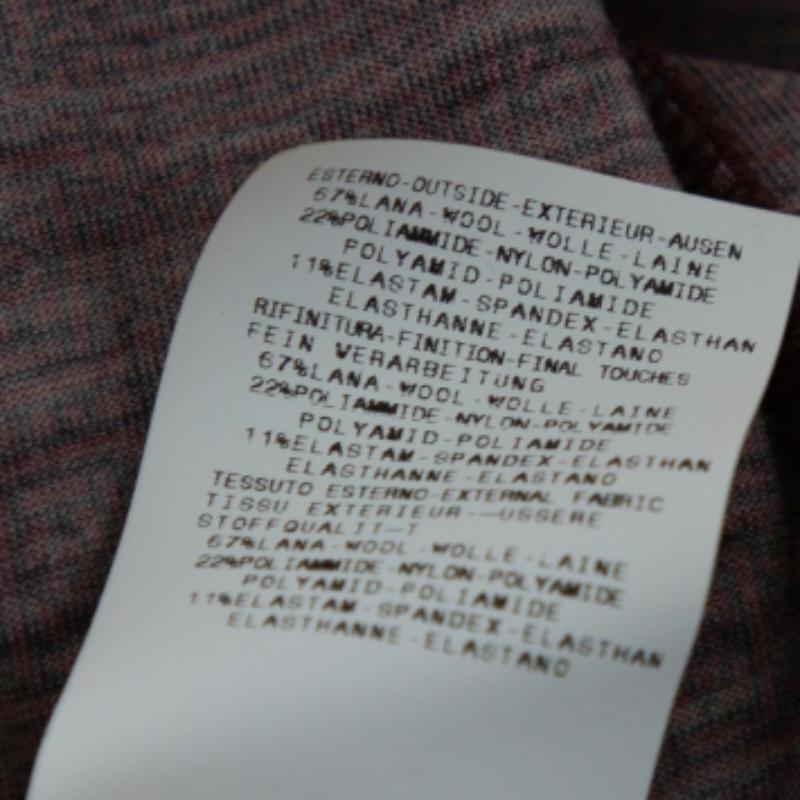 ESTERNO-OUTSIDE-EXTERIEUR-AUSEN
67%LANA-WOOL-WOLLE-LAINE
22%POLIAMMIDE-NYLON-POLYAMIDE
POLYAMID-POLIAMIDE
11%ELASTAM-SPANDEX-ELASTHAN
ELASTHANNE-ELASTANO
RIFINITURA-FINITION-FINAL TOUCHES
FEIN VERARBEITUNG
67%LANA-WOOL-WOLLE-LAINE
22%POLIAMMIDE-NYLON-POLYAMIDE
POLYAMID-POLIAMIDE
11%ELASTAM-SPANDEX-ELASTHAN
ELASTHANNE-ELASTANO
TESSUTO ESTERNO-EXTERNAL FABRIC
TISSU EXTERIEUR--USSERE
STOFFQUALIT-T
67%LANA-WOOL-WOLLE-LAINE
22%POLIAMMIDE-NYLON-POLYAMIDE
POLYAMID-POLIAMIDE
11%ELASTAM-SPANDEX-ELASTHAN
ELASTHANNE-ELASTANO